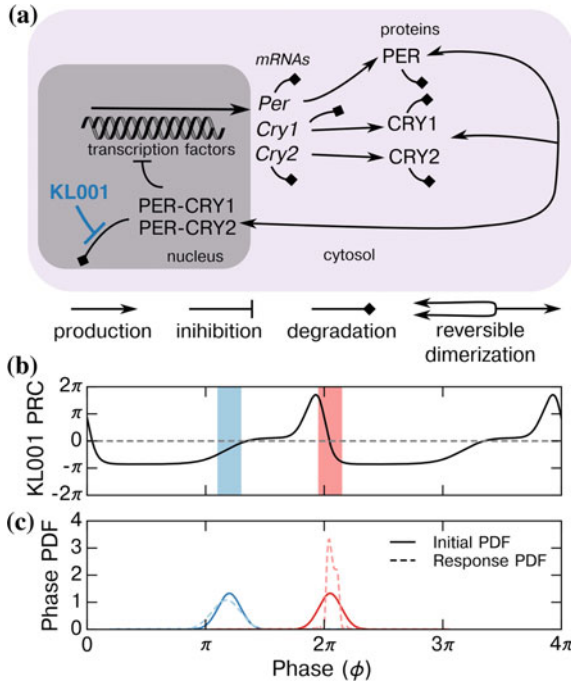 (a)
proteins
mRNAs
PER
Per
transcription factors
Cry1
CRY1
Cry2
CRY2
KL001
PER-CRY1
PER-CRY2
nucleus
cytosol
production
inihibition
degradation
reversible
dimerization
(b)
KL001 PRC
2π
π
0
-π
-2π
(c)
Phase PDF
4
3
2
1
0
Initial PDF
Response PDF
0
π
2π
3π
4π
Phase (ϕ)